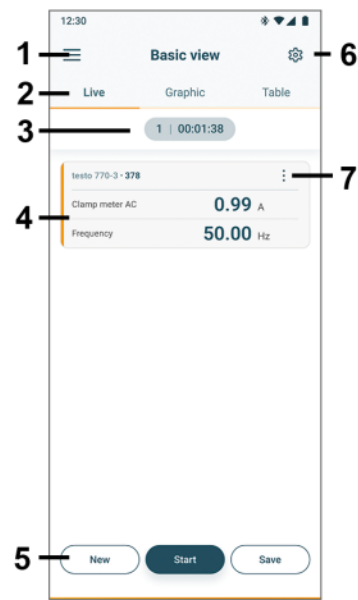 12:30
1 Basic view 6
2 Live Graphic Table
3 1 | 00:01:38
testo 770-3 • 378 7
4 Clamp meter AC 0.99 A
Frequency 50.00 Hz
5 New Start Save